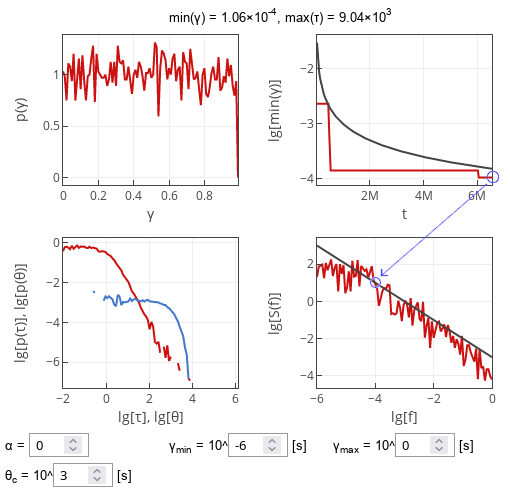 min(γ) = 1.06×10^-4, max(τ) = 9.04×10^3
p(γ)
1
0.5
0
0 0.2 0.4 0.6 0.8
γ
lg[min(γ)]
−2
−3
−4
2M 4M 6M
t
lg[p(τ)], lg[p(θ)]
0
−2
−4
−6
−2 0 2 4 6
lg[τ], lg[θ]
lg[S(f)]
2
0
−2
−4
−6 −4 −2 0
lg[f]
α = 0 γmin = 10^ -6 [s] γmax = 10^ 0 [s]
θc = 10^ 3 [s]